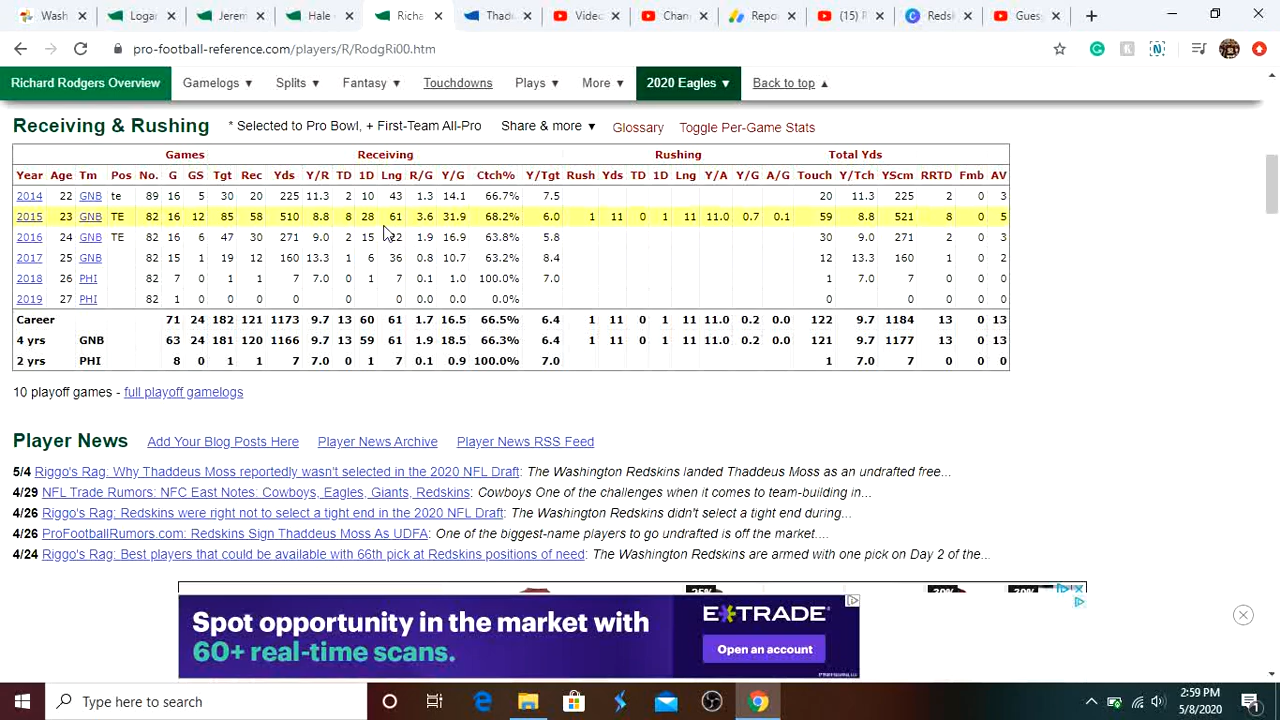 Wash
Logar
Jerem
Hale
Richa
Thadd
Video
Chan
Repo
(15) R
Redsk
Gues
pro-football-reference.com/players/R/RodgRi00.htm
Richard Rodgers Overview Gamelogs ▼ Splits ▼ Fantasy ▼ Touchdowns Plays ▼ More ▼ 2020 Eagles ▼ Back to top ▲
Receiving & Rushing * Selected to Pro Bowl, + First-Team All-Pro Share & more ▼ Glossary Toggle Per-Game Stats
Games Receiving Rushing Total Yds
Year Age Tm Pos No. G GS Tgt Rec Yds Y/R TD 1D Lng R/G Y/G Ctch% Y/Tgt Rush Yds TD 1D Lng Y/A Y/G A/G Touch Y/Tch YScm RRTD Fmb AV
2014 22 GNB te 89 16 5 30 20 225 11.3 2 10 43 1.3 14.1 66.7% 7.5 20 11.3 225 2 0 3
2015 23 GNB TE 82 16 12 85 58 510 8.8 8 28 61 3.6 31.9 68.2% 6.0 1 11 0 1 11 11.0 0.7 0.1 59 8.8 521 8 0 5
2016 24 GNB TE 82 16 6 47 30 271 9.0 2 15 22 1.9 16.9 63.8% 5.8 30 9.0 271 2 0 3
2017 25 GNB 82 15 1 19 12 160 13.3 1 6 36 0.8 10.7 63.2% 8.4 12 13.3 160 1 0 2
2018 26 PHI 82 7 0 1 1 7 7.0 0 1 7 0.1 1.0 100.0% 7.0 1 7.0 7 0 0 0
2019 27 PHI 82 1 0 0 0 0 0 0 0 0.0 0.0 0.0% 0 0 0 0 0
Career 71 24 182 121 1173 9.7 13 60 61 1.7 16.5 66.5% 6.4 1 11 0 1 11 11.0 0.2 0.0 122 9.7 1184 13 0 13
4 yrs GNB 63 24 181 120 1166 9.7 13 59 61 1.9 18.5 66.3% 6.4 1 11 0 1 11 11.0 0.2 0.0 121 9.7 1177 13 0 13
2 yrs PHI 8 0 1 1 7 7.0 0 1 7 0.1 0.9 100.0% 7.0 1 7.0 7 0 0 0
10 playoff games - full playoff gamelogs
Player News Add Your Blog Posts Here Player News Archive Player News RSS Feed
5/4 Riggo's Rag: Why Thaddeus Moss reportedly wasn't selected in the 2020 NFL Draft: The Washington Redskins landed Thaddeus Moss as an undrafted free...
4/29 NFL Trade Rumors: NFC East Notes: Cowboys, Eagles, Giants, Redskins: Cowboys One of the challenges when it comes to team-building in...
4/26 Riggo's Rag: Redskins were right not to select a tight end in the 2020 NFL Draft: The Washington Redskins didn't select a tight end during...
4/26 ProFootballRumors.com: Redskins Sign Thaddeus Moss As UDFA: One of the biggest-name players to go undrafted is off the market....
4/24 Riggo's Rag: Best players that could be available with 66th pick at Redskins positions of need: The Washington Redskins are armed with one pick on Day 2 of the...
Spot opportunity in the market with
60+ real-time scans.
E*TRADE
Open an account
Type here to search
2:59 PM
5/8/2020